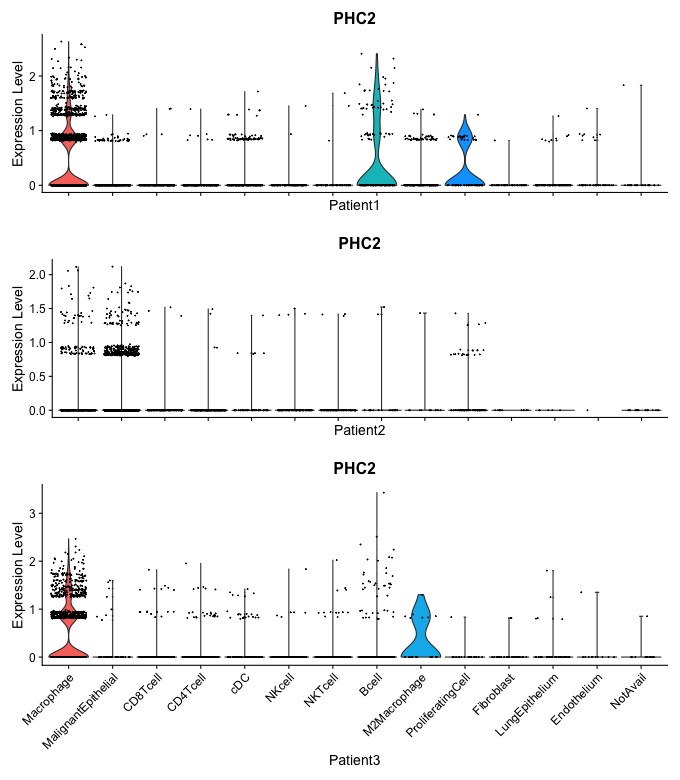 PHC2
Expression Level
2
1
0
Patient1
PHC2
Expression Level
2.0
1.5
1.0
0.5
0.0
Patient2
PHC2
Expression Level
3
2
1
0
Macrophage
MalignantEpithelial
CD8Tcell
CD4Tcell
cDC
NKcell
NKTcell
Bcell
M2Macrophage
ProliferatingCell
Fibroblast
LungEpithelium
Endothelium
NotAvail
Patient3